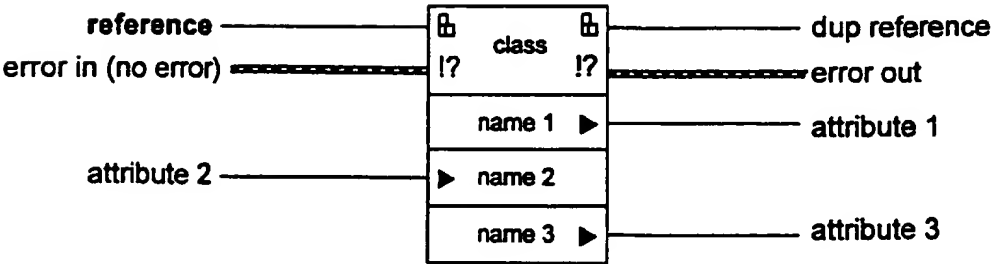 reference
class
dup reference
error in (no error)
!?
!?
error out
name 1
attribute 1
attribute 2
name 2
name 3
attribute 3